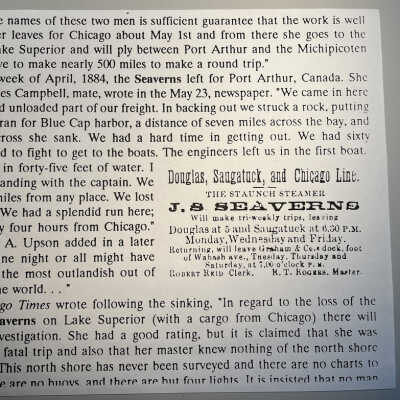 e names of these two men is sufficient guarantee that the work is well
er leaves for Chicago about May 1st and from there she goes to the
ake Superior and will ply between Port Arthur and the Michipicoten
ve to make nearly 500 miles to make a round trip."
week of April, 1884, the Seaverns left for Port Arthur, Canada. She
es Campbell, mate, wrote in the May 23, newspaper. "We came in here
d unloaded part of our freight. In backing out we struck a rock, putting
ran for Blue Cap harbor, a distance of seven miles across the bay, and
cross she sank. We had a hard time in getting out. We had sixty
d to fight to get to the boats. The engineers left us in the first boat.
in forty-five feet of water. I
anding with the captain. We
miles from any place. We lost
We had a splendid run here;
y four hours from Chicago."
A. Upson added in a later
ne night or all might have
the most outlandish out of
e world. . . "
Douglas, Saugatuck, and Chicago Line.
THE STAUNCH STEAMER
J. S SEAVERNS
Will make tri-weekly trips, leaving
Douglas at 5 and Saugatuck at 6.30 P.M.
Monday, Wednesday and Friday.
Returning, will leave Graham & Co.s dock, foot
of Wabash ave., Tuesday, Thursday and
Saturday, at 7.00 o'clock P. M.
ROBERT REID Clerk. R. T. ROGERS, Master.
go Times wrote following the sinking, "In regard to the loss of the
averns on Lake Superior (with a cargo from Chicago) there will
vestigation. She had a good rating, but it is claimed that she was
fatal trip and also that her master knew nothing of the north shore
This north shore has never been surveyed and there are no charts to
e are no buoys, and there are but four lights. It is insisted that no man